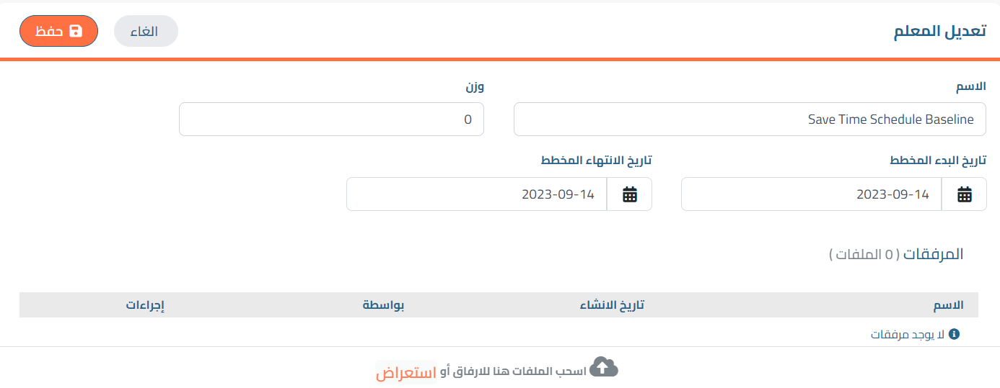 تعديل المعلم
الغاء
حفظ
الاسم
وزن
Save Time Schedule Baseline
0
تاريخ البدء المخطط
تاريخ الانتهاء المخطط
2023-09-14
2023-09-14
المرفقات ( 0 الملفات )
الاسم تاريخ الانشاء بواسطة إجراءات
لا يوجد مرفقات
اسحب الملفات هنا للارفاق أو استعراض